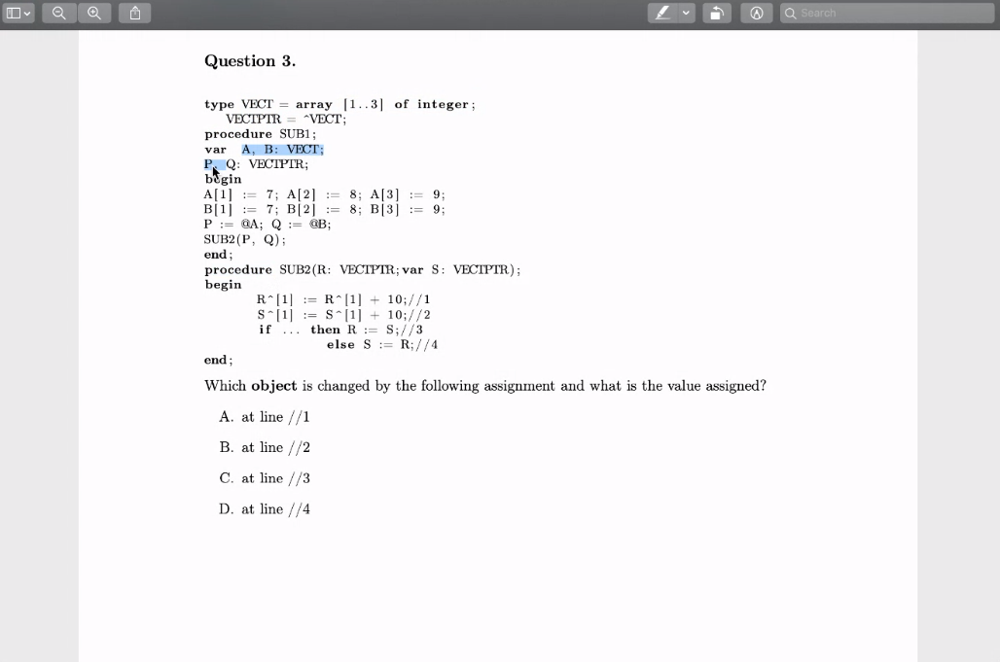 Search
Question 3.
type VECT = array [1..3] of integer;
VECTPTR = ^VECT;
procedure SUB1;
var A, B: VECT;
P, Q: VECTPTR;
begin
A[1] := 7; A[2] := 8; A[3] := 9;
B[1] := 7; B[2] := 8; B[3] := 9;
P := @A; Q := @B;
SUB2(P, Q);
end;
procedure SUB2(R: VECTPTR;var S: VECTPTR);
begin
R^[1] := R^[1] + 10;//1
S^[1] := S^[1] + 10;//2
if ... then R := S;//3
else S := R;//4
end;
Which object is changed by the following assignment and what is the value assigned?
A. at line //1
B. at line //2
C. at line //3
D. at line //4